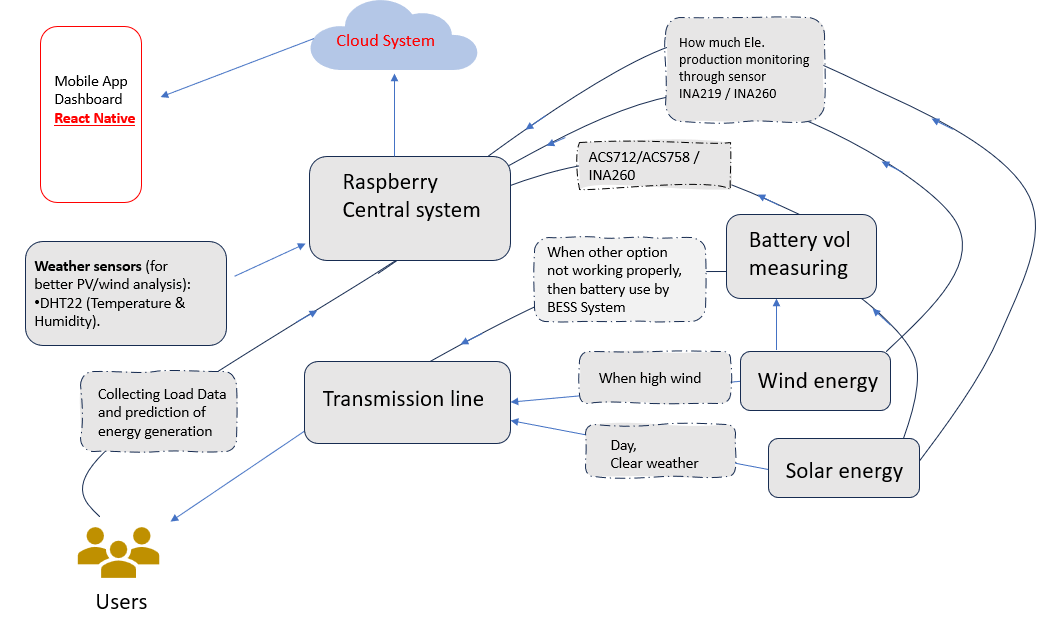 Cloud System
Mobile App
Dashboard
React Native
How much Ele.
production monitoring
through sensor
INA219 / INA260
ACS712/ACS758 /
INA260
Raspberry
Central system
Battery vol
measuring
Weather sensors (for
better PV/wind analysis):
•DHT22 (Temperature &
Humidity).
When other option
not working properly,
then battery use by
BESS System
Collecting Load Data
and prediction of
energy generation
Transmission line
When high wind
Wind energy
Day,
Clear weather
Solar energy
Users